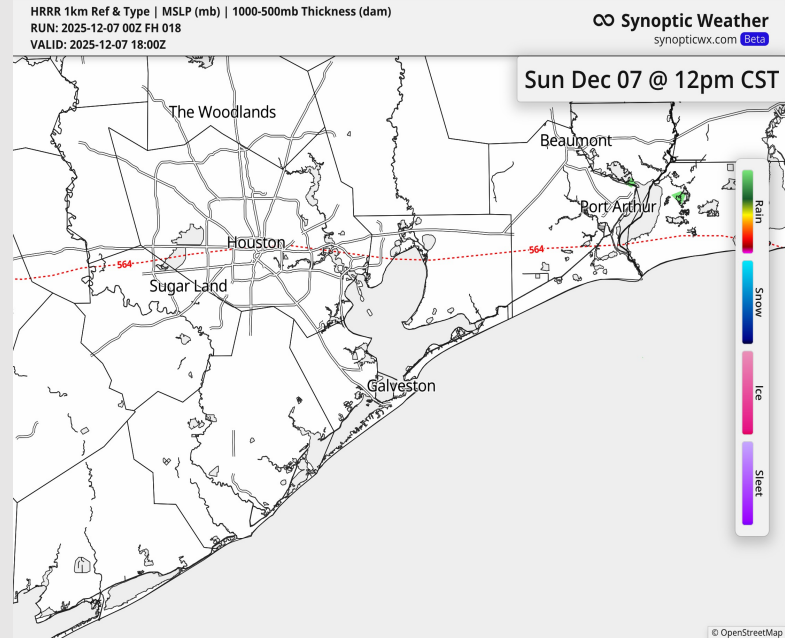 HRRR 1km Ref & Type | MSLP (mb) | 1000-500mb Thickness (dam)
RUN: 2025-12-07 00Z FH 018
VALID: 2025-12-07 18:00Z
Synoptic Weather
synopticwx.com Beta
Sun Dec 07 @ 12pm CST
The Woodlands
Beaumont
Port Arthur
Houston
564
564
Sugar Land
Galveston
Rain
Snow
Ice
Sleet
© OpenStreetMap